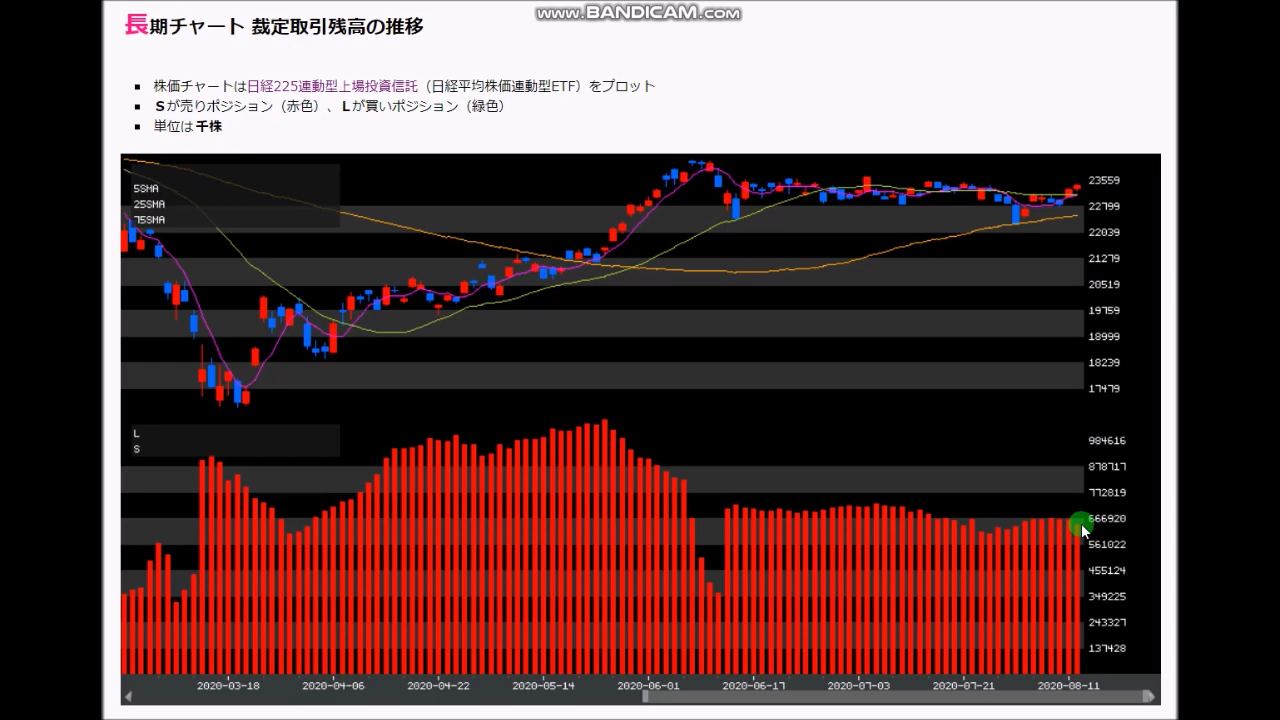 www.BANDICAM.com
長期チャート 裁定取引残高の推移
株価チャートは日経225連動型上場投資信託（日経平均株価連動型ETF）をプロット
Sが売りポジション（赤色）、Lが買いポジション（緑色）
単位は千株
5SMA
25SMA
75SMA
23559
22799
22039
21279
20519
19759
18999
18239
17479
L
S
984616
878717
772819
666920
561022
455124
349225
243327
137428
2020-03-18 2020-04-06 2020-04-22 2020-05-14 2020-06-01 2020-06-17 2020-07-03 2020-07-21 2020-08-11